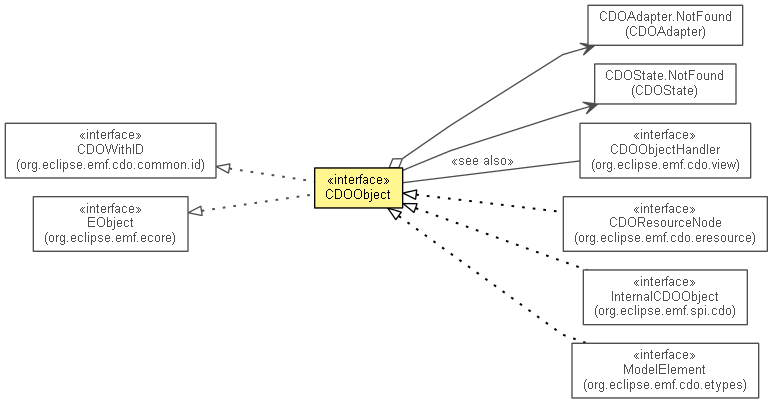 CDOAdapter.NotFound
(CDOAdapter)
CDOState.NotFound
(CDOState)
«interface»
CDOWithID
(org.eclipse.emf.cdo.common.id)
«see also»
«interface»
CDOObjectHandler
(org.eclipse.emf.cdo.view)
«interface»
CDOObject
«interface»
EObject
(org.eclipse.emf.ecore)
«interface»
CDOResourceNode
(org.eclipse.emf.cdo.eresource)
«interface»
InternalCDOObject
(org.eclipse.emf.spi.cdo)
«interface»
ModelElement
(org.eclipse.emf.cdo.etypes)